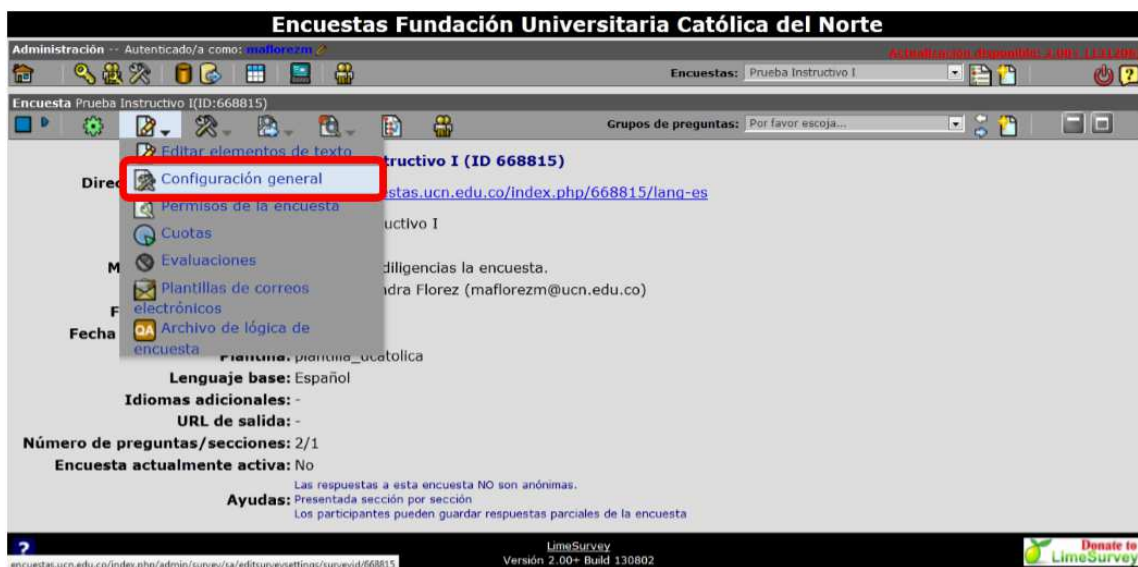 Encuestas Fundación Universitaria Católica del Norte
Administración -- Autenticado/a como: maflorezm
Actualización disponible: 2.00+ (131206)
Encuestas: Prueba Instructivo I
Encuesta Prueba Instructivo I(ID:668815)
Grupos de preguntas: Por favor escoja...
Editar elementos de texto
tructivo I (ID 668815)
Configuración general
Direc
estas.ucn.edu.co/index.php/668815/lang-es
Permisos de la encuesta
uctivo I
Cuotas
Evaluaciones
M
diligencias la encuesta.
Plantillas de correos
electrónicos
ndra Florez (maflorezm@ucn.edu.co)
F
Archivo de lógica de
encuesta
Fecha
Plantilla: plantilla_ucatolica
Lenguaje base: Español
Idiomas adicionales: -
URL de salida: -
Número de preguntas/secciones: 2/1
Encuesta actualmente activa: No
Las respuestas a esta encuesta NO son anónimas.
Ayudas: Presentada sección por sección
Los participantes pueden guardar respuestas parciales de la encuesta
LimeSurvey
Versión 2.00+ Build 130802
Donate to
LimeSurvey
encuestas.ucn.edu.co/index.php/admin/survey/sa/editsurveysettings/surveyid/668815